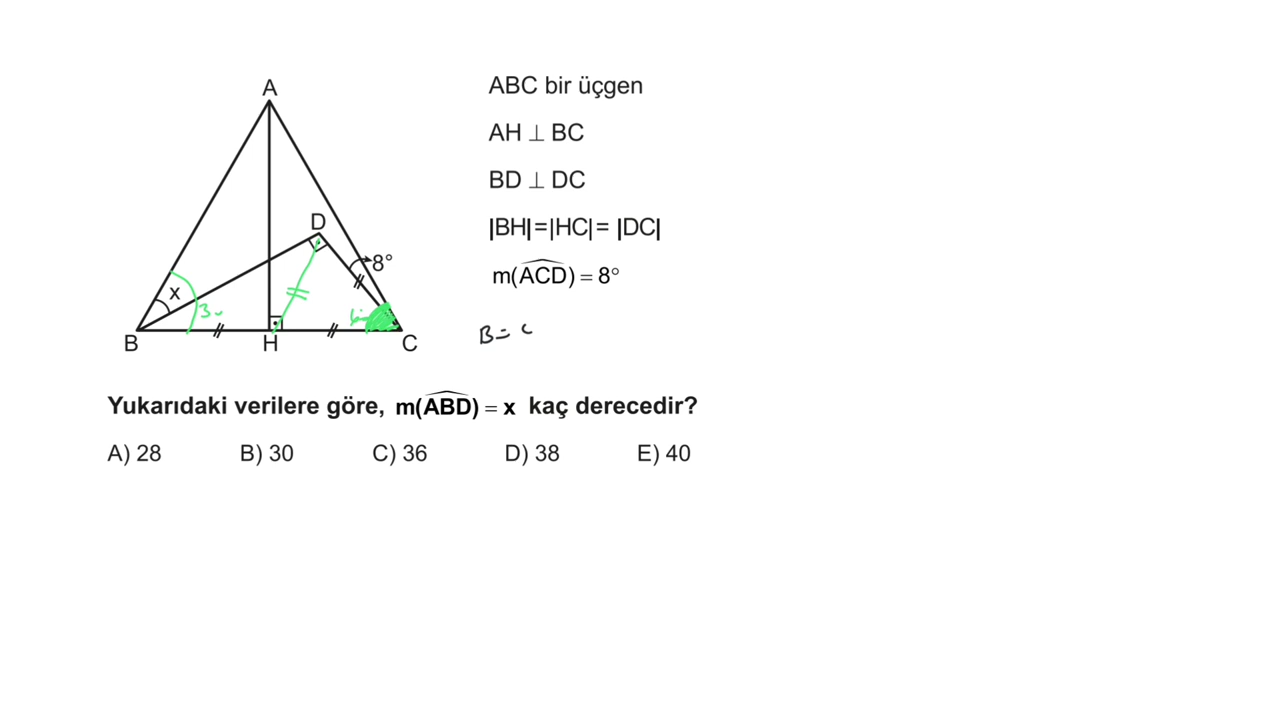 A
ABC bir üçgen
AH ⊥ BC
BD ⊥ DC
|BH|=|HC|= |DC|
m(ACD) = 8°
D
8°
x
B
H
C
B = c
Yukarıdaki verilere göre, m(ABD) = x kaç derecedir?
A) 28 B) 30 C) 36 D) 38 E) 40